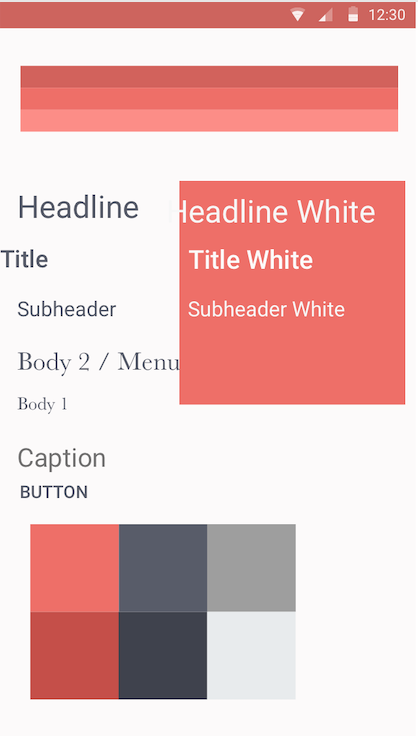 12:30
Headline
Headline White
Title
Title White
Subheader
Subheader White
Body 2 / Menu
Body 1
Caption
BUTTON